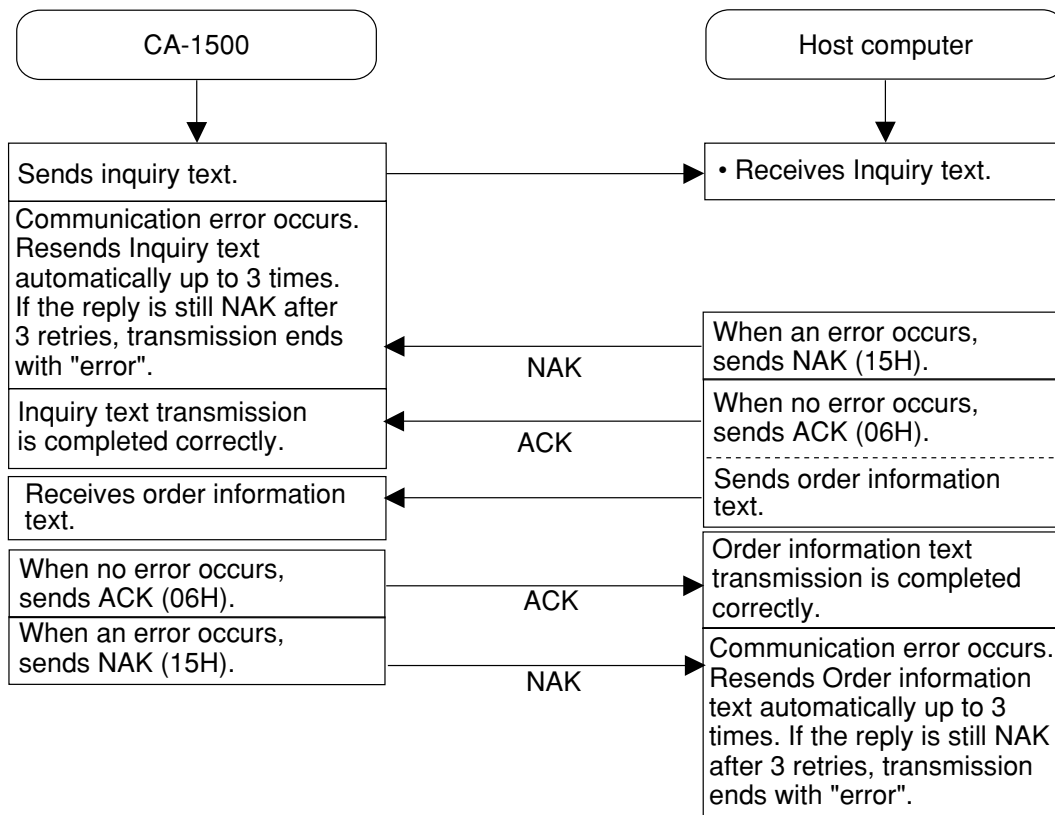 CA-1500
Host computer
Sends inquiry text.
• Receives Inquiry text.
Communication error occurs.
Resends Inquiry text
automatically up to 3 times.
If the reply is still NAK after
3 retries, transmission ends
with "error".
NAK
When an error occurs,
sends NAK (15H).
Inquiry text transmission
is completed correctly.
ACK
When no error occurs,
sends ACK (06H).
Sends order information
text.
Receives order information
text.
When no error occurs,
sends ACK (06H).
ACK
Order information text
transmission is completed
correctly.
When an error occurs,
sends NAK (15H).
NAK
Communication error occurs.
Resends Order information
text automatically up to 3
times. If the reply is still NAK
after 3 retries, transmission
ends with "error".